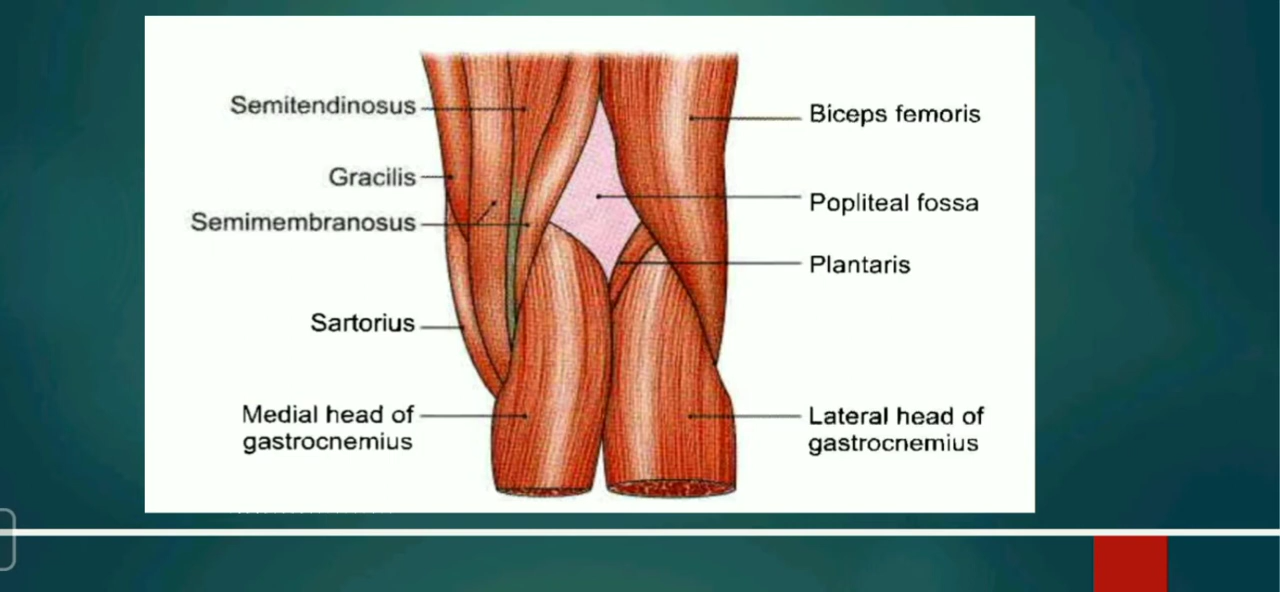 Semitendinosus
Gracilis
Semimembranosus
Sartorius
Medial head of
gastrocnemius
Biceps femoris
Popliteal fossa
Plantaris
Lateral head of
gastrocnemius